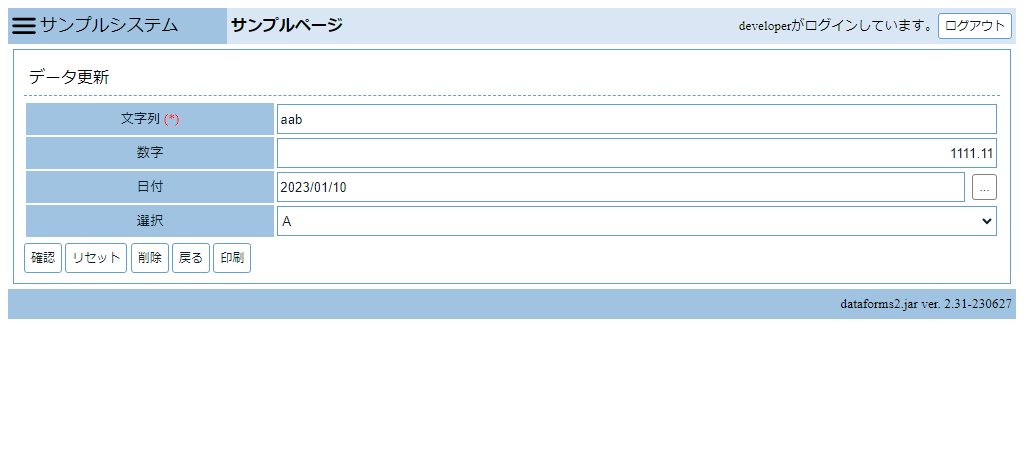 サンプルシステム サンプルページ developerがログインしています。 ログアウト
データ更新
文字列 (*) aab
数字 1111.11
日付 2023/01/10 ...
選択 A
確認 リセット 削除 戻る 印刷
dataforms2.jar ver. 2.31-230627